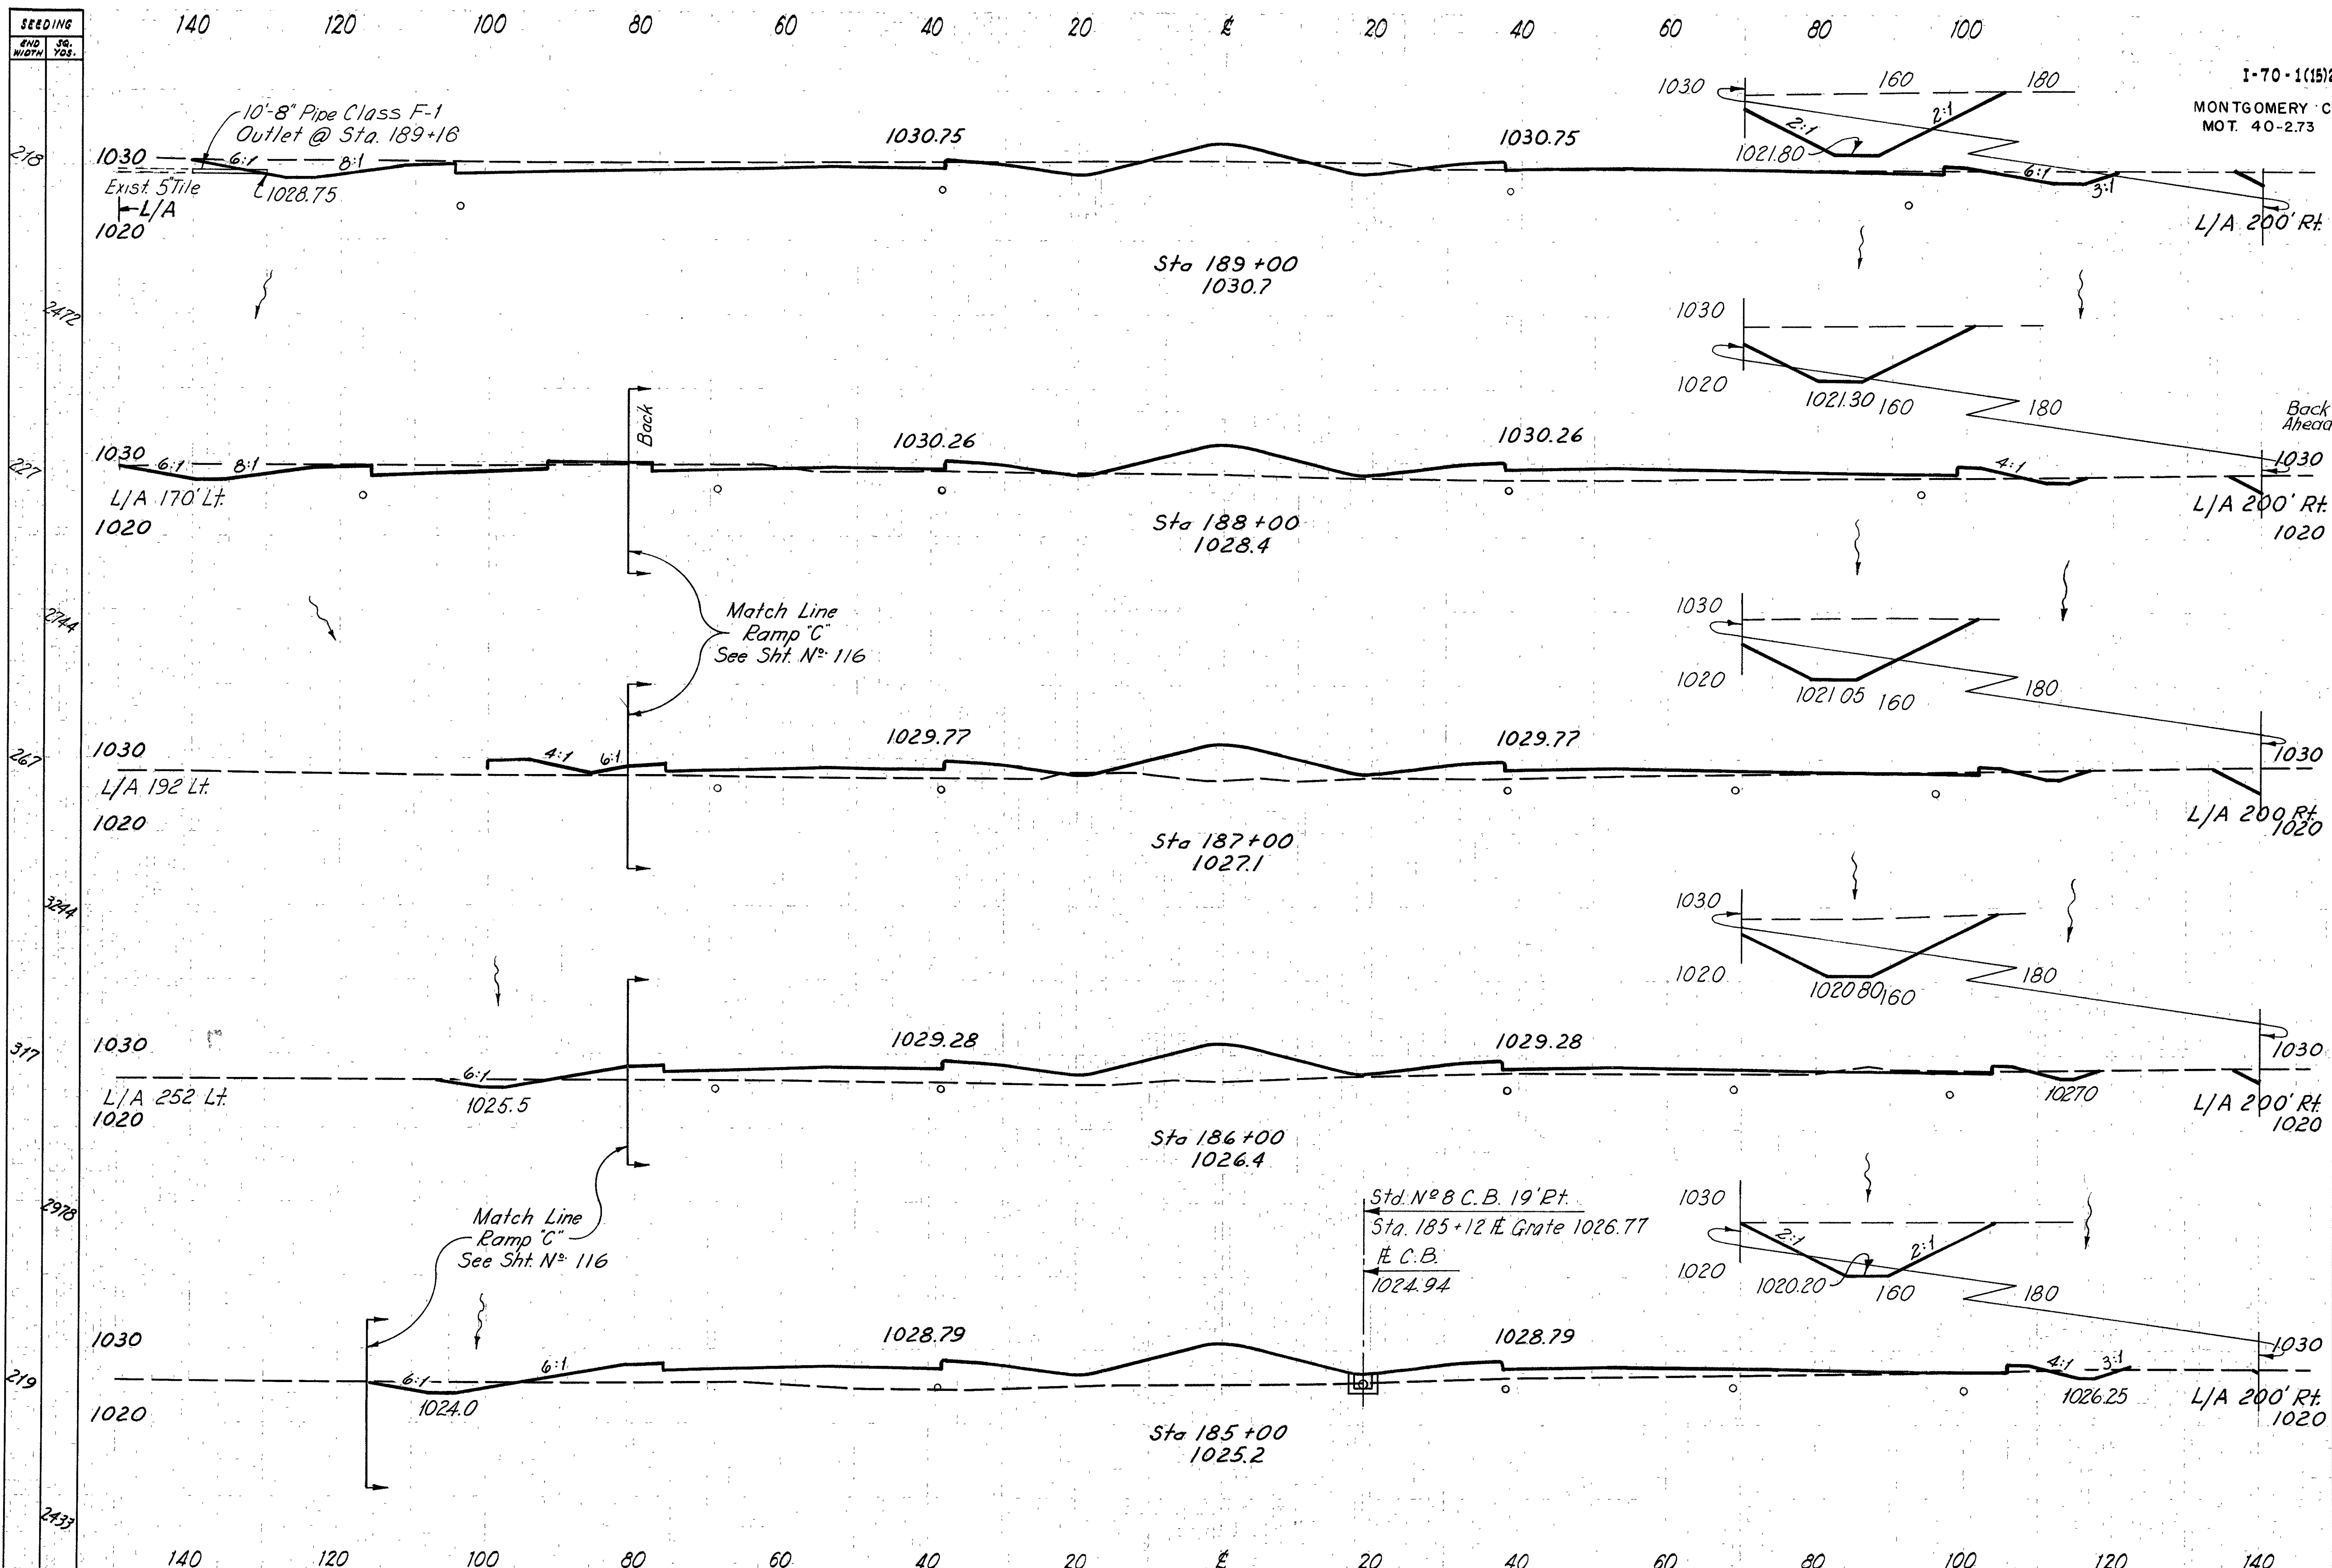 SEEDING
END WIDTH
SQ. YDS.
140 120 100 80 60 40 20 ℄ 20 40 60 80 100
MONTGOMERY
MOT. 40-2.73
218
10'-8" Pipe Class F-1
Outlet @ Sta. 189+16
1030
6:1
8:1
Exist. 5"Tile
1028.75
L/A
1020
1030.75
1030.75
1030
160
180
2:1
2:1
1021.80
6:1
3:1
L/A 200' Rt.
Sta 189+00
1030.7
2472
1030
1020
1021.30
160
180
Back
Ahead
227
1030
6:1
8:1
L/A 170' Lt.
1020
Back
1030.26
1030.26
4:1
1030
L/A 200' Rt.
1020
Sta 188+00
1028.4
2744
Match Line
Ramp "C"
See Sht. Nº 116
1030
1020
1021.05
160
180
267
1030
L/A 192 Lt.
1020
4:1
6:1
1029.77
1029.77
1030
L/A 200 Rt.
1020
Sta 187+00
1027.1
3244
1030
1020
1020.80
160
180
317
1030
L/A 252 Lt.
1020
6:1
1025.5
1029.28
1029.28
1027.0
1030
L/A 200' Rt.
1020
Sta 186+00
1026.4
2978
Match Line
Ramp "C"
See Sht. Nº 116
Std. Nº 8 C.B. 19' Rt.
Sta. 185+12 ℄ Grate 1026.77
℄ C.B.
1024.94
1030
1020
2:1
2:1
1020.20
160
180
219
1030
1020
6:1
6:1
1024.0
1028.79
1028.79
4:1
3:1
1026.25
1030
L/A 200' Rt.
1020
Sta 185+00
1025.2
2433
140 120 100 80 60 40 20 ℄ 20 40 60 80 100 120 140